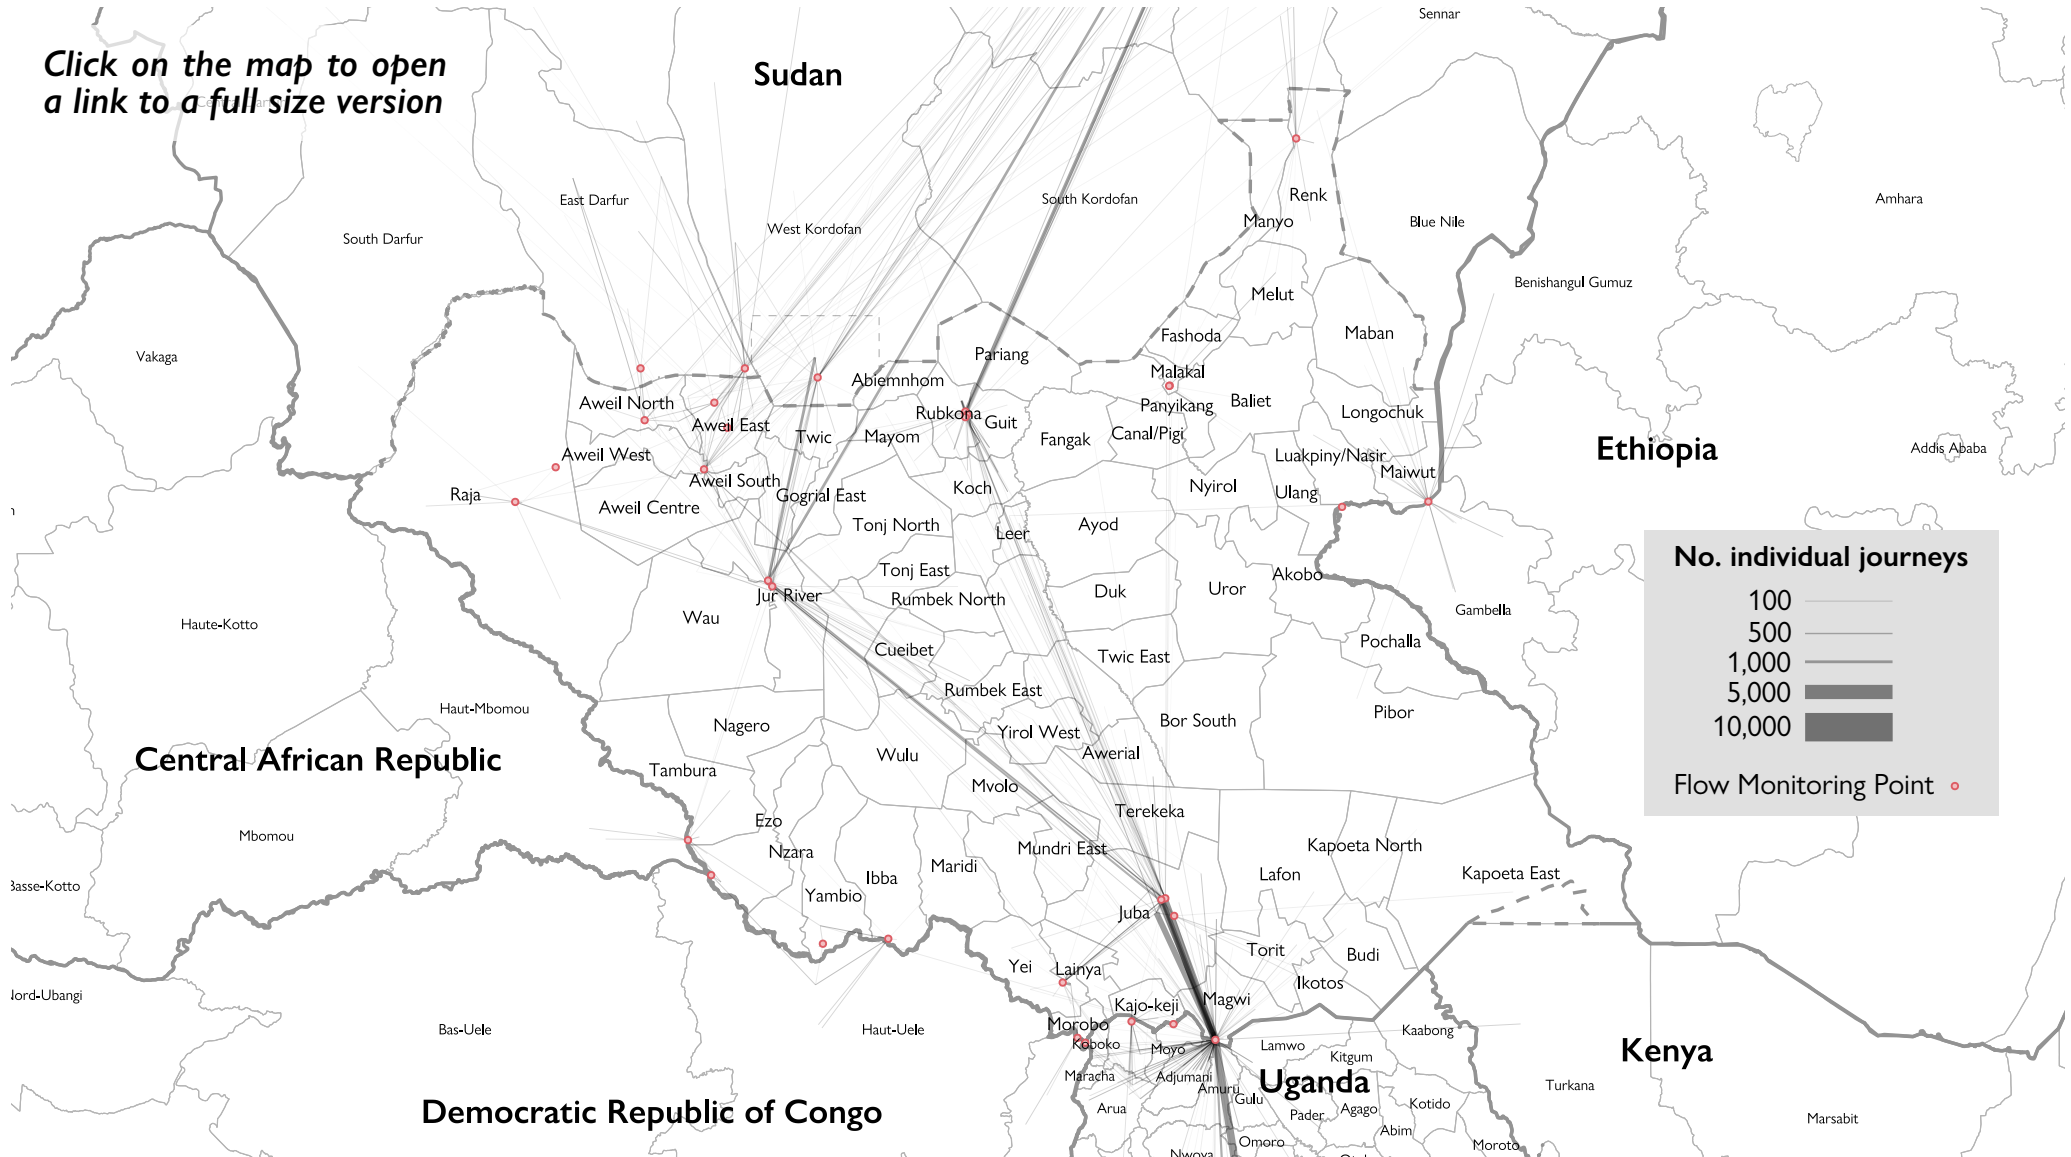 Click on the map to open
a link to a full size version
Sennar
Sudan
East Darfur
South Darfur
West Kordofan
South Kordofan
Renk
Manyo
Blue Nile
Amhara
Benishangul Gumuz
Melut
Maban
Fashoda
Vakaga
Pariang
Malakal
Abiemnhom
Aweil North
Rubkona
Guit
Panyikang
Baliet
Longochuk
Aweil East
Twic
Mayom
Fangak
Canal/Pigi
Ethiopia
Addis Ababa
Aweil West
Luakpiny/Nasir
Maiwut
Raja
Aweil South
Gogrial East
Koch
Nyirol
Ulang
Aweil Centre
Tonj North
Leer
Ayod
No. individual journeys
100
500
1,000
5,000
10,000
Flow Monitoring Point
Tonj East
Akobo
Jur River
Rumbek North
Duk
Uror
Gambella
Haute-Kotto
Wau
Cueibet
Pochalla
Twic East
Rumbek East
Haut-Mbomou
Nagero
Yirol West
Bor South
Pibor
Central African Republic
Wulu
Awerial
Tambura
Mvolo
Terekeka
Mbomou
Ezo
Nzara
Mundri East
Kapoeta North
Maridi
Lafon
Kapoeta East
Basse-Kotto
Ibba
Yambio
Juba
Torit
Budi
Yei
Lainya
Ikotos
Nord-Ubangi
Kajo-keji
Magwi
Bas-Uele
Haut-Uele
Morobo
Kaabong
Koboko
Moyo
Lamwo
Kitgum
Kenya
Maracha
Adjumani
Uganda
Turkana
Amuru
Gulu
Democratic Republic of Congo
Arua
Pader
Agago
Kotido
Marsabit
Abim
Omoro
Moroto
Nwoya